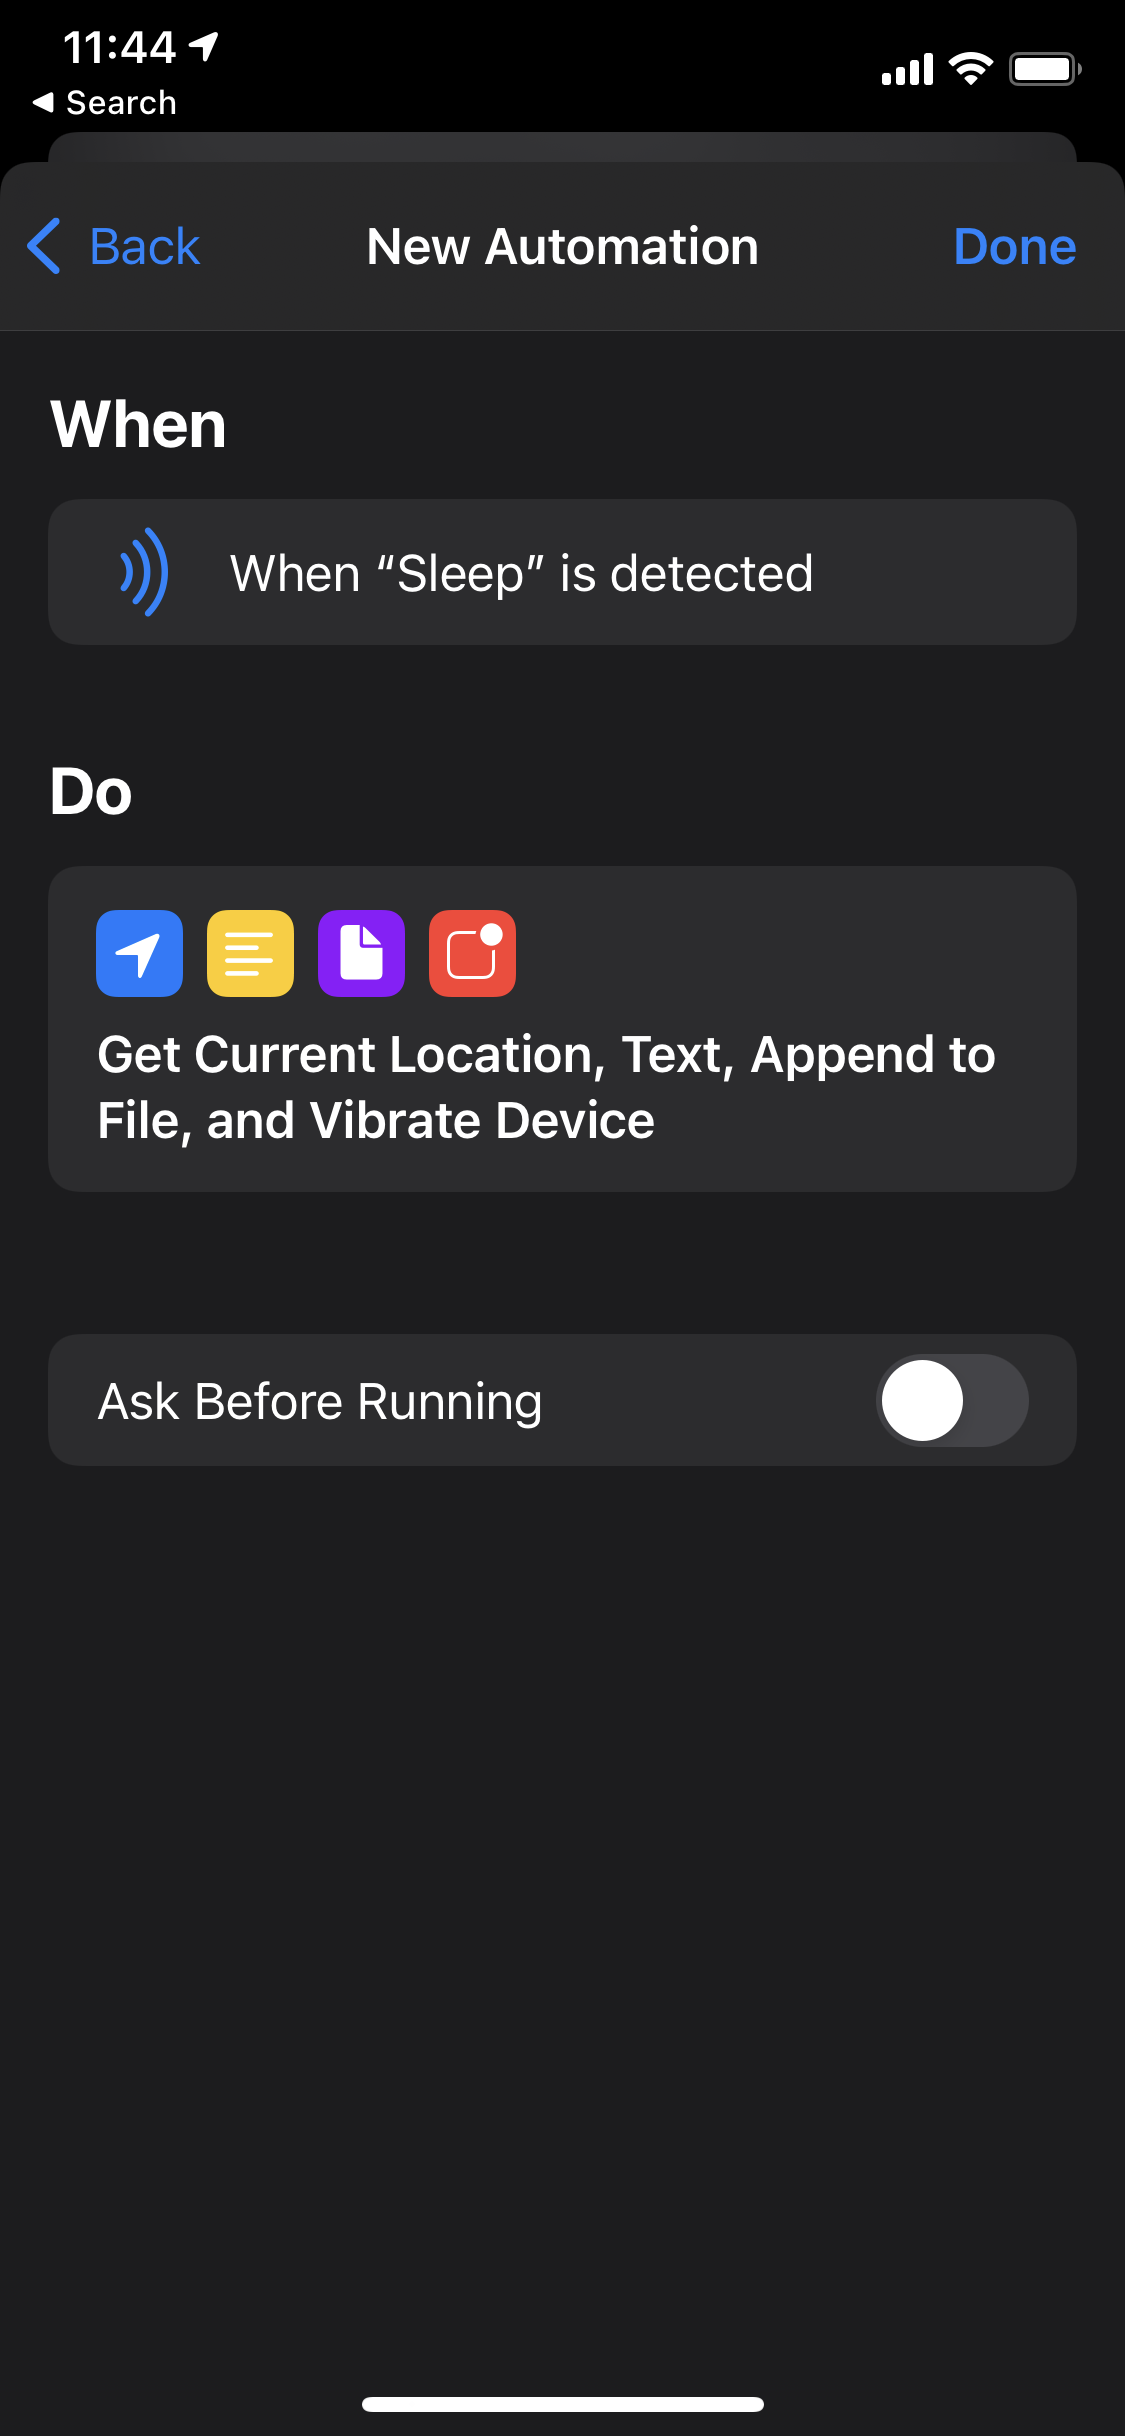 11:44
Search
Back
New Automation
Done
When
When “Sleep” is detected
Do
Get Current Location, Text, Append to
File, and Vibrate Device
Ask Before Running